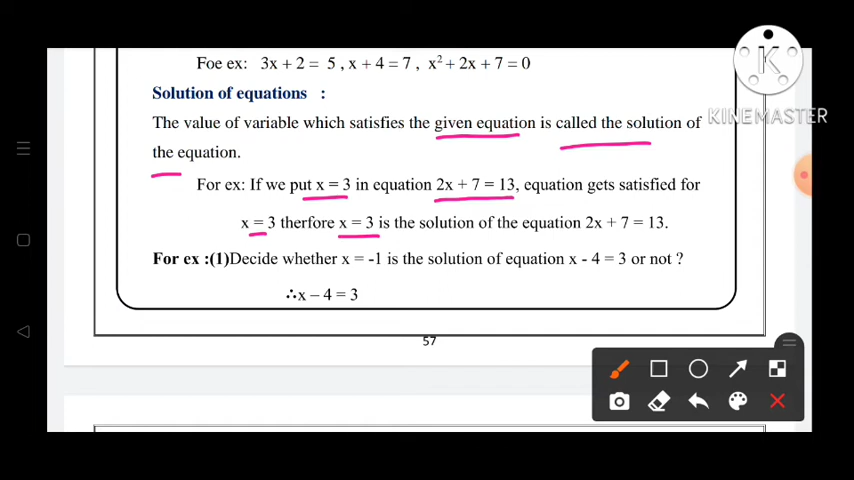 Foe ex: 3x + 2 = 5 , x + 4 = 7 , x² + 2x + 7 = 0
Solution of equations :
The value of variable which satisfies the given equation is called the solution of
the equation.
For ex: If we put x = 3 in equation 2x + 7 = 13, equation gets satisfied for
x = 3 therfore x = 3 is the solution of the equation 2x + 7 = 13.
For ex :(1)Decide whether x = -1 is the solution of equation x - 4 = 3 or not ?
∴x – 4 = 3
57
K
KINEMASTER